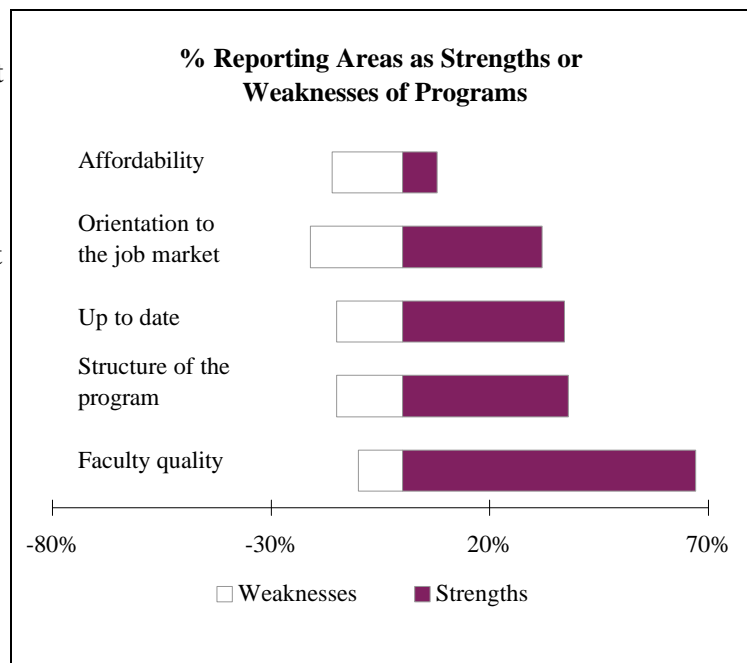 % Reporting Areas as Strengths or
Weaknesses of Programs
Affordability
Orientation to
the job market
Up to date
Structure of the
program
Faculty quality
-80% -30% 20% 70%
Weaknesses Strengths